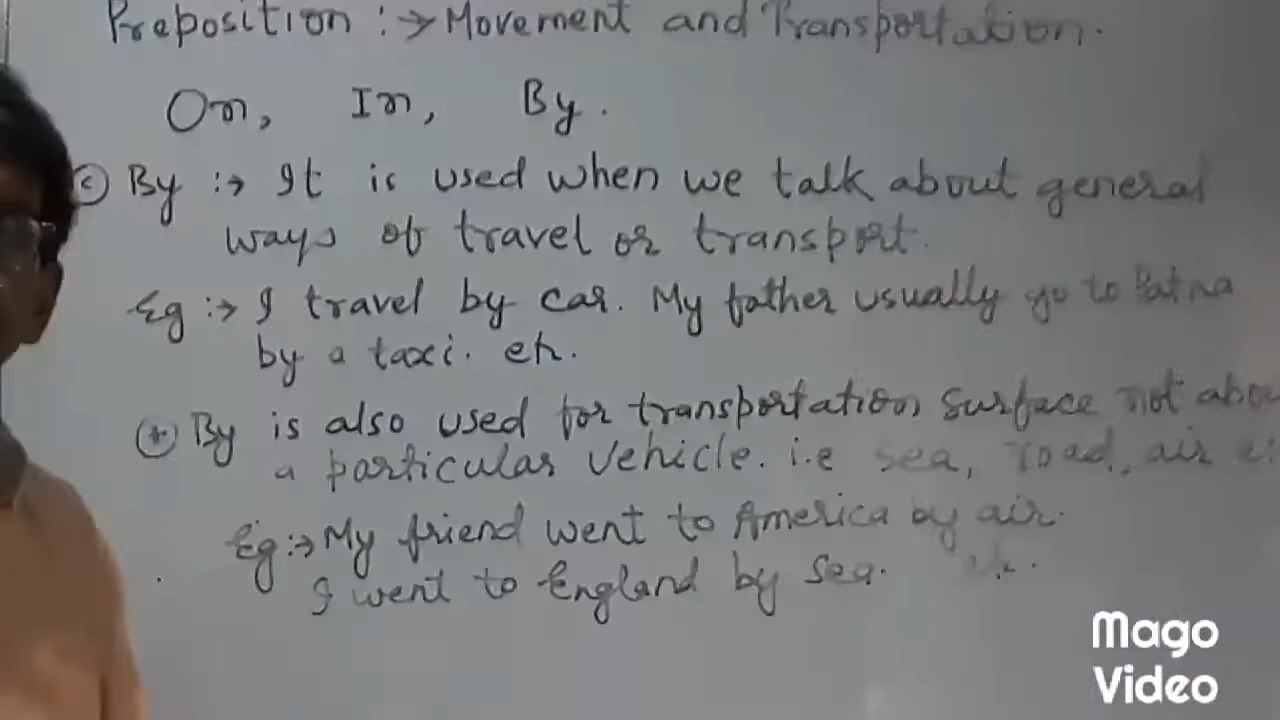 Preposition :→ Movement and Transportation.
On, In, By.
(c) By :→ It is used when we talk about general
ways of travel or transport.
Eg :→ I travel by car. My father usually go to Patna
by a taxi. etc.
(*) By is also used for transportation surface not abou
a particular vehicle. i.e sea, road, air
Eg :→ My friend went to America by air.
I went to England by sea.
Mago
Video